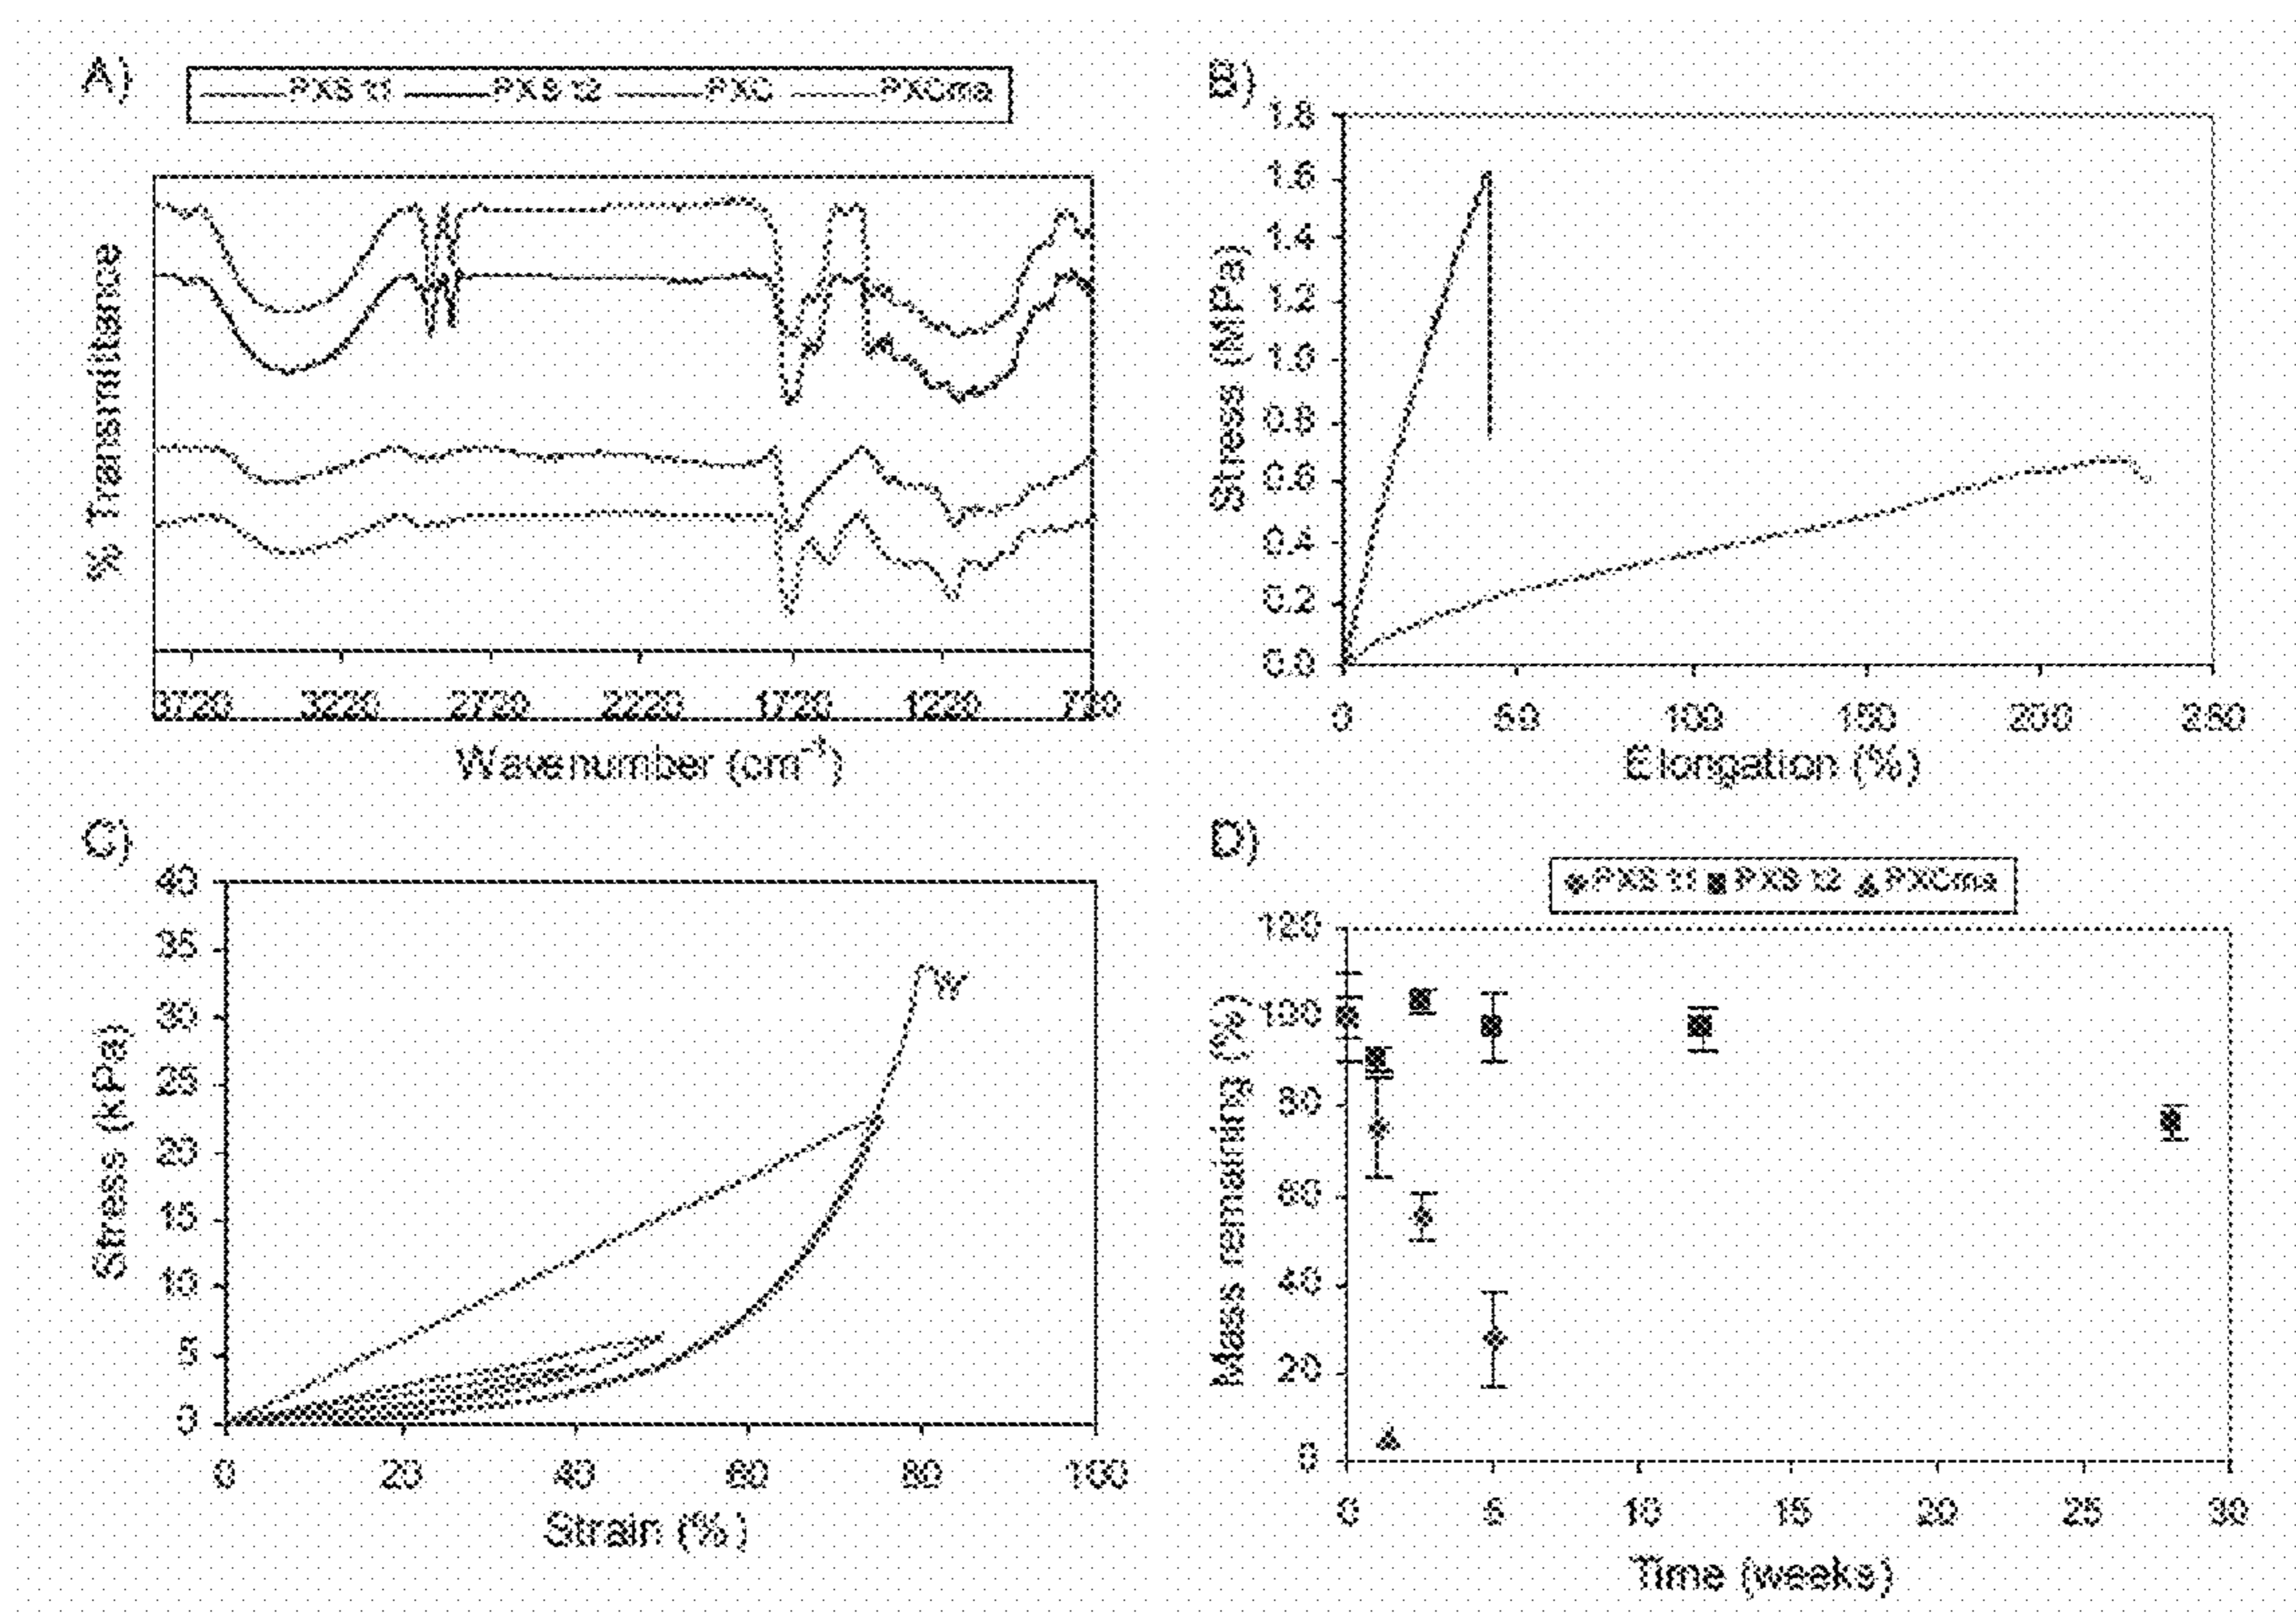 A)
PXS t1 PXS t2 PXC PXCma
% Transmittance
3720 3220 2720 2220 1720 1220 720
Wavenumber (cm⁻¹)
B)
1.8
1.6
1.4
1.2
1.0
0.8
0.6
0.4
0.2
0.0
Stress (MPa)
0 50 100 150 200 250
Elongation (%)
C)
40
35
30
25
20
15
10
5
0
Stress (kPa)
0 20 40 60 80 100
Strain (%)
D)
PXS t1 PXS t2 PXCma
120
100
80
60
40
20
0
Mass remaining (%)
0 5 10 15 20 25 30
Time (weeks)